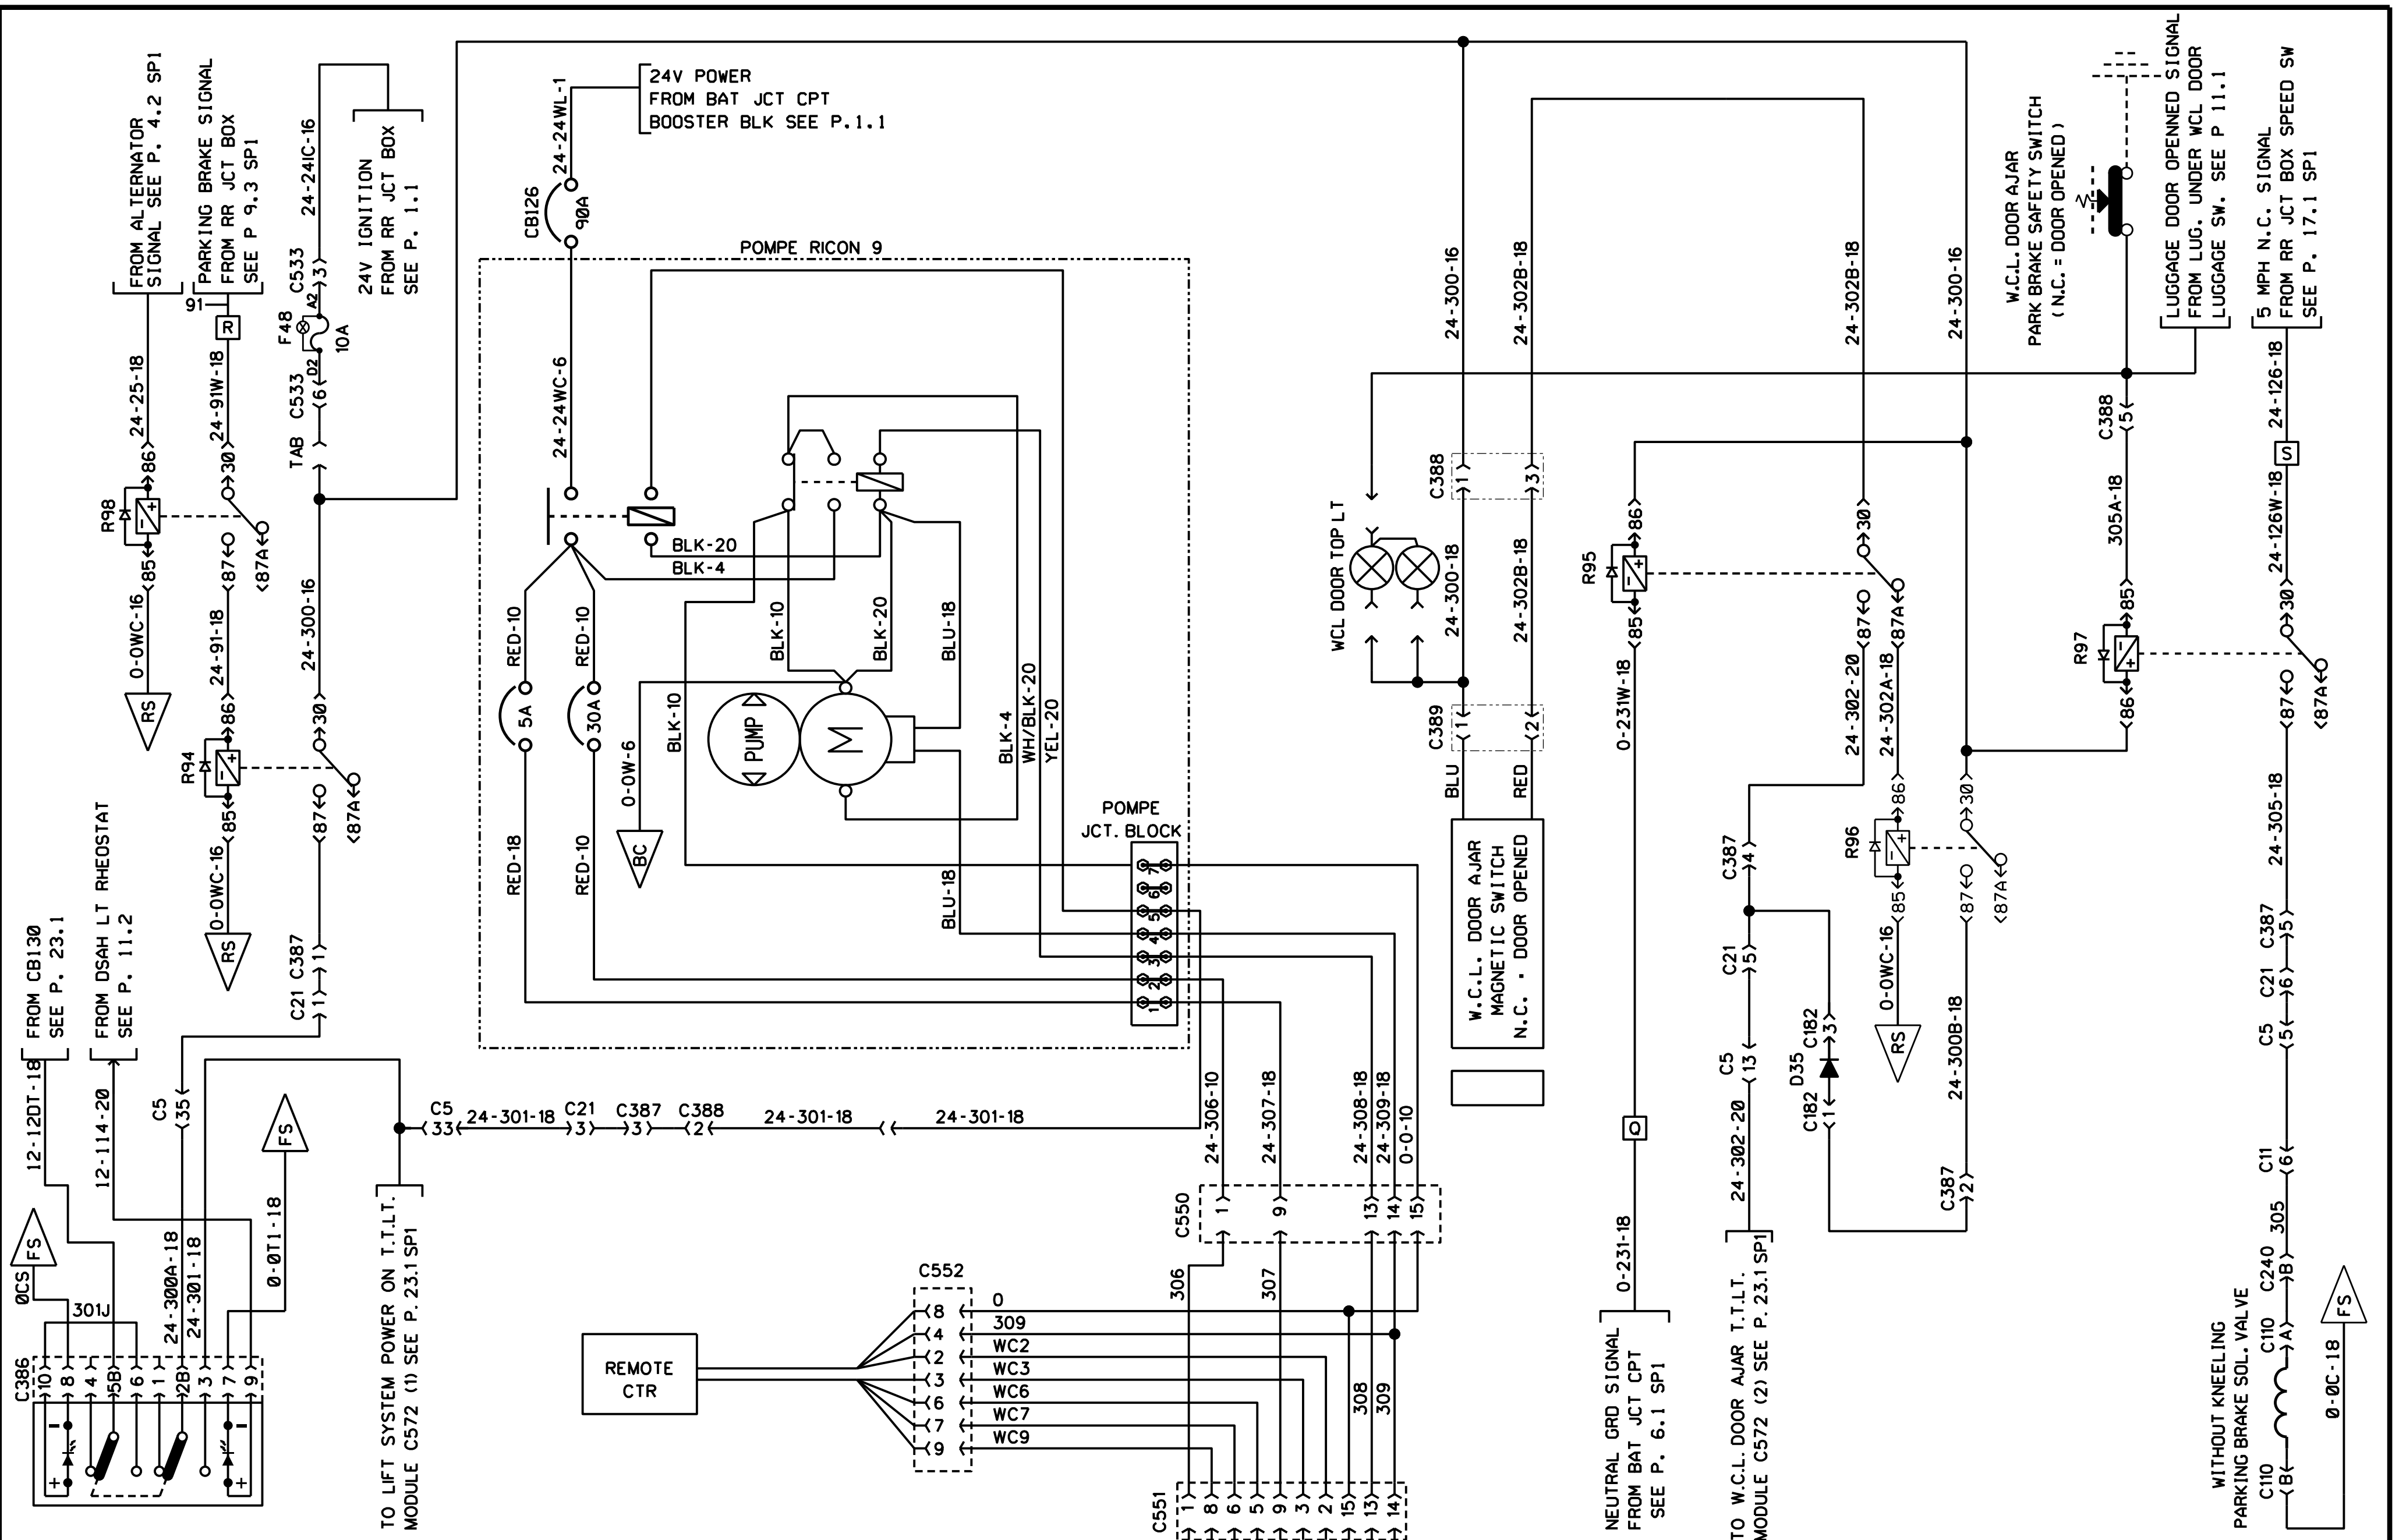 FROM ALTERNATOR
SIGNAL SEE P. 4.2 SP1
PARKING BRAKE SIGNAL
FROM RR JCT BOX
SEE P 9.3 SP1
91
R
24-25-18
24-91W-18
24-24IC-16
24V IGNITION
FROM RR JCT BOX
SEE P. 1.1
C533
3
A2
F48
10A
D2
C533
6
TAB
R98
86
85
30
87
87A
0-0WC-16
RS
24-91-18
24-300-16
R94
86
85
30
87
87A
0-0WC-16
RS
C387
1
C21
1
FROM CB130
SEE P. 23.1
FROM DSAH LT RHEOSTAT
SEE P. 11.2
12-12DT-18
12-114-20
C5
35
FS
0CS
FS
0-0T1-18
301J
24-300A-18
24-301-18
C386
10
8
4
5B
6
1
2B
3
7
9
TO LIFT SYSTEM POWER ON T.T.LT.
MODULE C572 (1) SEE P. 23.1 SP1
C5
33
24-301-18
C21
3
C387
3
C388
2
24-301-18
24-301-18
24V POWER
FROM BAT JCT CPT
BOOSTER BLK SEE P.1.1
24-24WL-1
CB126
90A
POMPE RICON 9
24-24WC-6
BLK-20
BLK-4
RED-10
RED-10
5A
30A
RED-18
RED-10
0-0W-6
BC
BLK-10
BLK-10
BLK-20
BLU-18
PUMP
M
BLK-4
WH/BLK-20
YEL-20
BLU-18
POMPE
JCT. BLOCK
7
6
5
4
3
2
1
24-306-10
24-307-18
24-308-18
24-309-18
0-0-10
C550
1
9
13
14
15
306
307
308
309
C552
8
4
2
3
6
7
9
0
309
WC2
WC3
WC6
WC7
WC9
REMOTE
CTR
C551
1
8
6
5
9
3
2
15
13
14
24-300-16
24-302B-18
C388
1
3
WCL DOOR TOP LT
24-300-18
24-302B-18
C389
1
2
BLU
RED
W.C.L. DOOR AJAR
MAGNETIC SWITCH
N.C. · DOOR OPENED
24-302B-18
24-300-16
R95
86
85
30
87
87A
0-231W-18
Q
0-231-18
NEUTRAL GRD SIGNAL
FROM BAT JCT CPT
SEE P. 6.1 SP1
24-302-20
24-302A-18
C387
4
C21
5
C5
13
24-302-20
TO W.C.L. DOOR AJAR T.T.LT.
MODULE C572 (2) SEE P. 23.1 SP1
C182
3
D35
C182
1
R96
86
85
30
87
87A
0-0WC-16
RS
24-300B-18
C387
2
W.C.L. DOOR AJAR
PARK BRAKE SAFETY SWITCH
( N.C. = DOOR OPENED )
LUGGAGE DOOR OPENNED SIGNAL
FROM LUG. UNDER WCL DOOR
LUGGAGE SW. SEE P 11.1
5 MPH N.C. SIGNAL
FROM RR JCT BOX SPEED SW
SEE P. 17.1 SP1
24-126-18
S
24-126W-18
C388
5
305A-18
R97
85
86
30
87
87A
24-305-18
C387
5
C21
6
C5
5
C11
6
305
C240
B
C110
A
C110
B
WITHOUT KNEELING
PARKING BRAKE SOL. VALVE
FS
0-0C-18